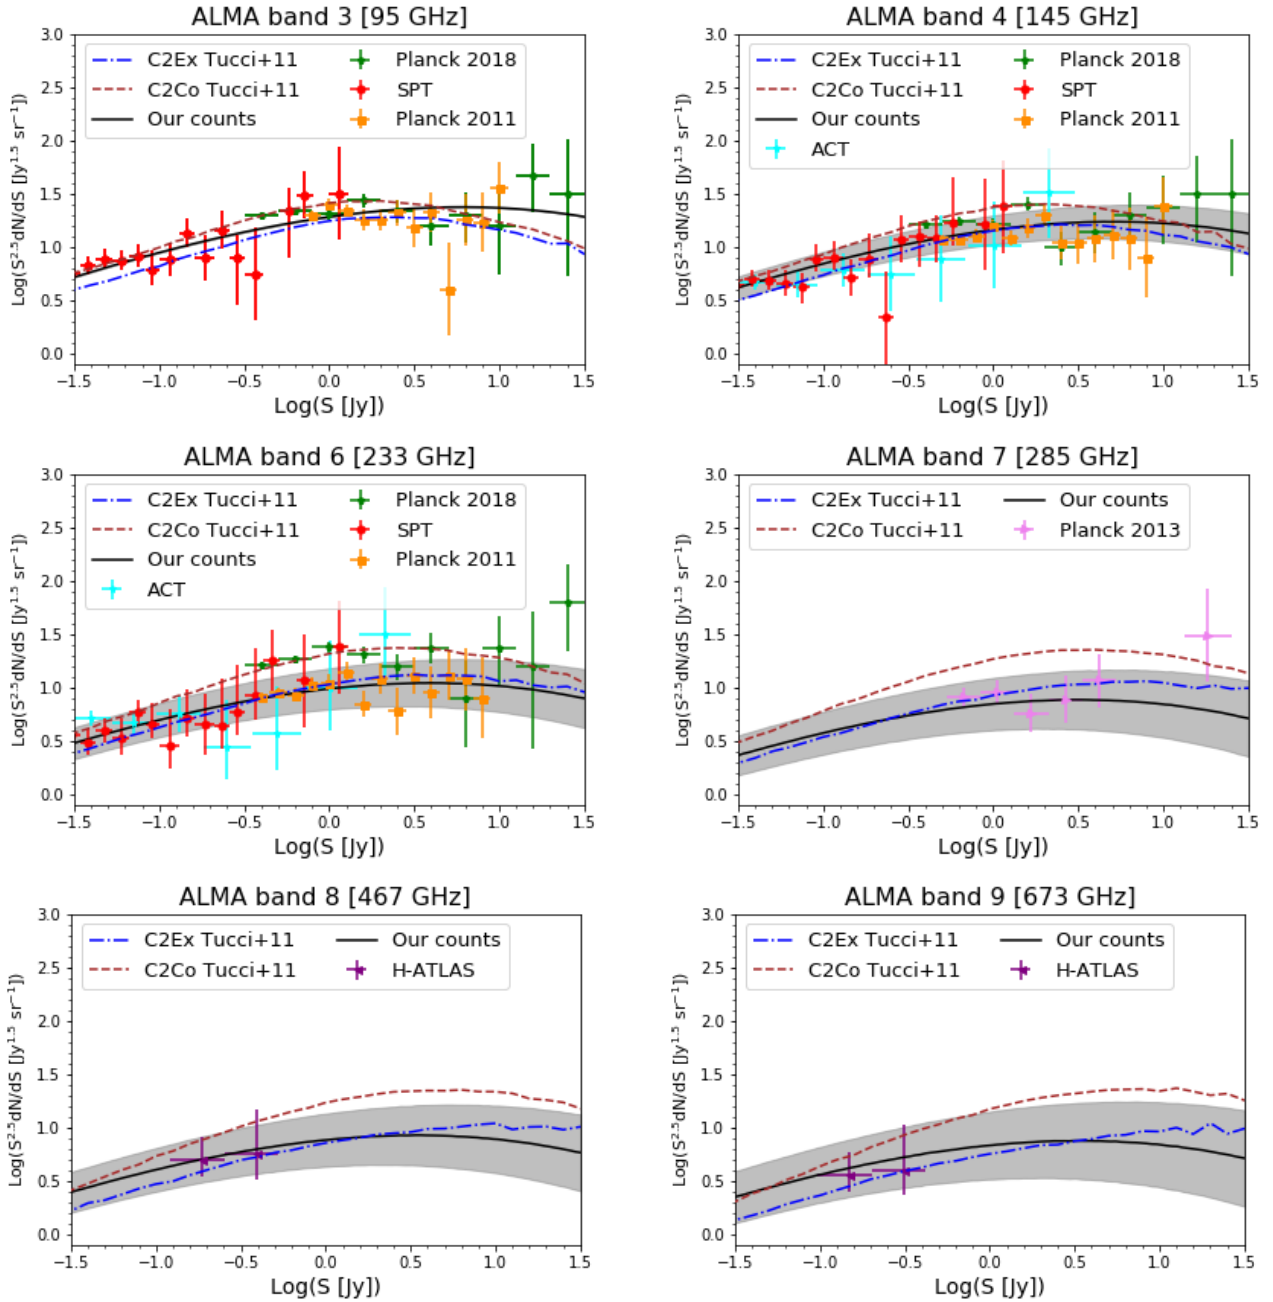 ALMA band 3 [95 GHz]
Log(S^2.5dN/dS [Jy^1.5 sr^−1])
3.0
2.5
2.0
1.5
1.0
0.5
0.0
C2Ex Tucci+11
C2Co Tucci+11
Our counts
Planck 2018
SPT
Planck 2011
−1.5 −1.0 −0.5 0.0 0.5 1.0 1.5
Log(S [Jy])
ALMA band 4 [145 GHz]
Log(S^2.5dN/dS [Jy^1.5 sr^−1])
3.0
2.5
2.0
1.5
1.0
0.5
0.0
C2Ex Tucci+11
C2Co Tucci+11
Our counts
ACT
Planck 2018
SPT
Planck 2011
−1.5 −1.0 −0.5 0.0 0.5 1.0 1.5
Log(S [Jy])
ALMA band 6 [233 GHz]
Log(S^2.5dN/dS [Jy^1.5 sr^−1])
3.0
2.5
2.0
1.5
1.0
0.5
0.0
C2Ex Tucci+11
C2Co Tucci+11
Our counts
ACT
Planck 2018
SPT
Planck 2011
−1.5 −1.0 −0.5 0.0 0.5 1.0 1.5
Log(S [Jy])
ALMA band 7 [285 GHz]
Log(S^2.5dN/dS [Jy^1.5 sr^−1])
3.0
2.5
2.0
1.5
1.0
0.5
0.0
C2Ex Tucci+11
C2Co Tucci+11
Our counts
Planck 2013
−1.5 −1.0 −0.5 0.0 0.5 1.0 1.5
Log(S [Jy])
ALMA band 8 [467 GHz]
Log(S^2.5dN/dS [Jy^1.5 sr^−1])
3.0
2.5
2.0
1.5
1.0
0.5
0.0
C2Ex Tucci+11
C2Co Tucci+11
Our counts
H-ATLAS
−1.5 −1.0 −0.5 0.0 0.5 1.0 1.5
Log(S [Jy])
ALMA band 9 [673 GHz]
Log(S^2.5dN/dS [Jy^1.5 sr^−1])
3.0
2.5
2.0
1.5
1.0
0.5
0.0
C2Ex Tucci+11
C2Co Tucci+11
Our counts
H-ATLAS
−1.5 −1.0 −0.5 0.0 0.5 1.0 1.5
Log(S [Jy])